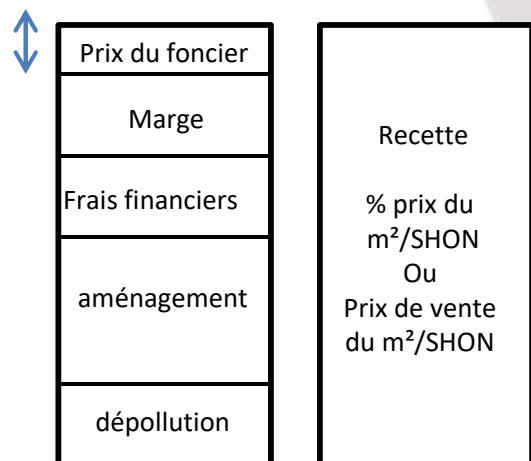 Prix du foncier
Marge
Frais financiers
aménagement
dépollution
Recette
% prix du
m²/SHON
Ou
Prix de vente
du m²/SHON